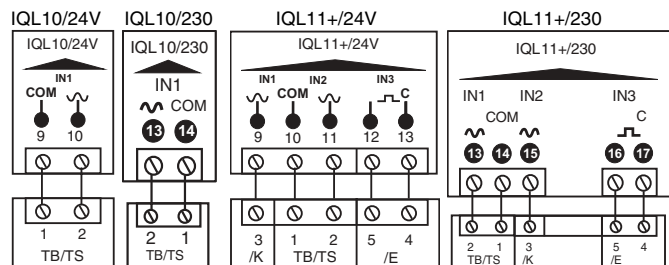 IQL10/24V
IQL10/24V
IN1
COM
9 10
1 2
TB/TS
IQL10/230
IQL10/230
IN1
COM
13 14
2 1
TB/TS
IQL11+/24V
IQL11+/24V
IN1 IN2 IN3
COM C
9 10 11 12 13
3 1 2 5 4
/K TB/TS /E
IQL11+/230
IQL11+/230
IN1 IN2 IN3
COM C
13 14 15 16 17
2 1 3 5 4
TB/TS /K /E